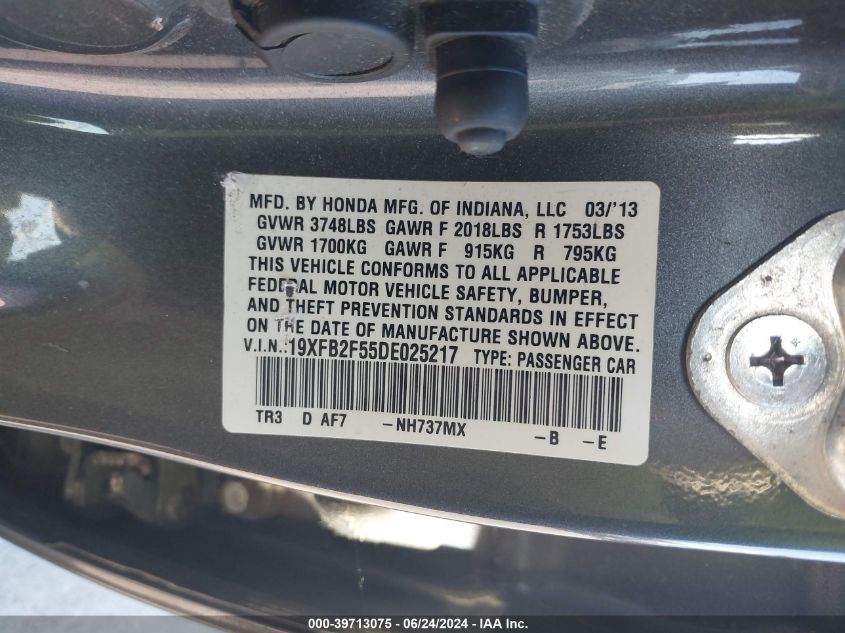 MFD. BY HONDA MFG. OF INDIANA, LLC 03/'13
GVWR 3748LBS GAWR F 2018LBS R 1753LBS
GVWR 1700KG GAWR F 915KG R 795KG
THIS VEHICLE CONFORMS TO ALL APPLICABLE
FEDERAL MOTOR VEHICLE SAFETY, BUMPER,
AND THEFT PREVENTION STANDARDS IN EFFECT
ON THE DATE OF MANUFACTURE SHOWN ABOVE.
V.I.N.:19XFB2F55DE025217 TYPE: PASSENGER CAR
TR3 D AF7 -NH737MX -B -E
000-39713075 - 06/24/2024 - IAA - INC.